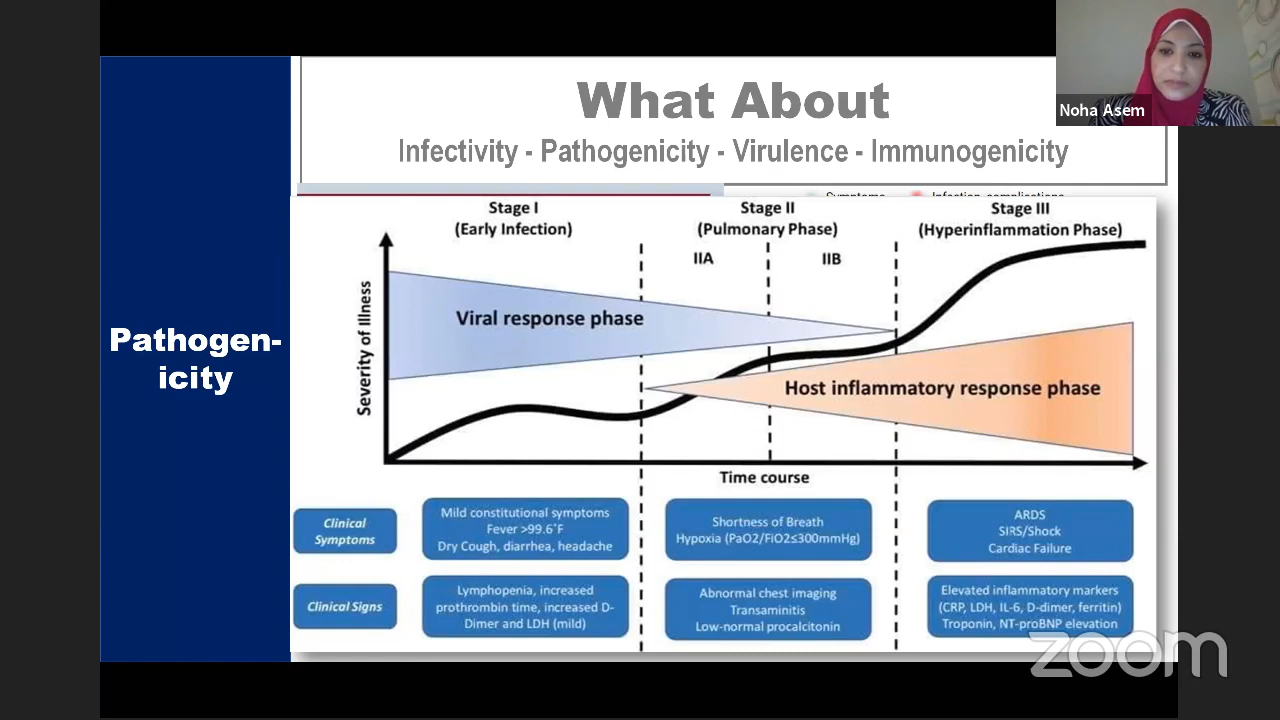 Noha Asem
What About
Infectivity - Pathogenicity - Virulence - Immunogenicity
Pathogen-
icity
Symptoms
Infection complications
Stage I
(Early Infection)
Stage II
(Pulmonary Phase)
Stage III
(Hyperinflammation Phase)
IIA
IIB
Severity of Illness
Viral response phase
Host inflammatory response phase
Time course
Clinical
Symptoms
Mild constitutional symptoms
Fever >99.6°F
Dry Cough, diarrhea, headache
Shortness of Breath
Hypoxia (PaO2/FiO2≤300mmHg)
ARDS
SIRS/Shock
Cardiac Failure
Clinical Signs
Lymphopenia, increased
prothrombin time, increased D-
Dimer and LDH (mild)
Abnormal chest imaging
Transaminitis
Low-normal procalcitonin
Elevated inflammatory markers
(CRP, LDH, IL-6, D-dimer, ferritin)
Troponin, NT-proBNP elevation
zoom